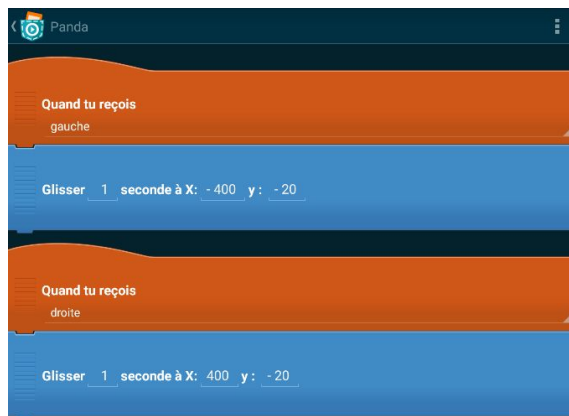 Panda
Quand tu reçois
gauche
Glisser 1 seconde à X: - 400 y : - 20
Quand tu reçois
droite
Glisser 1 seconde à X: 400 y : - 20